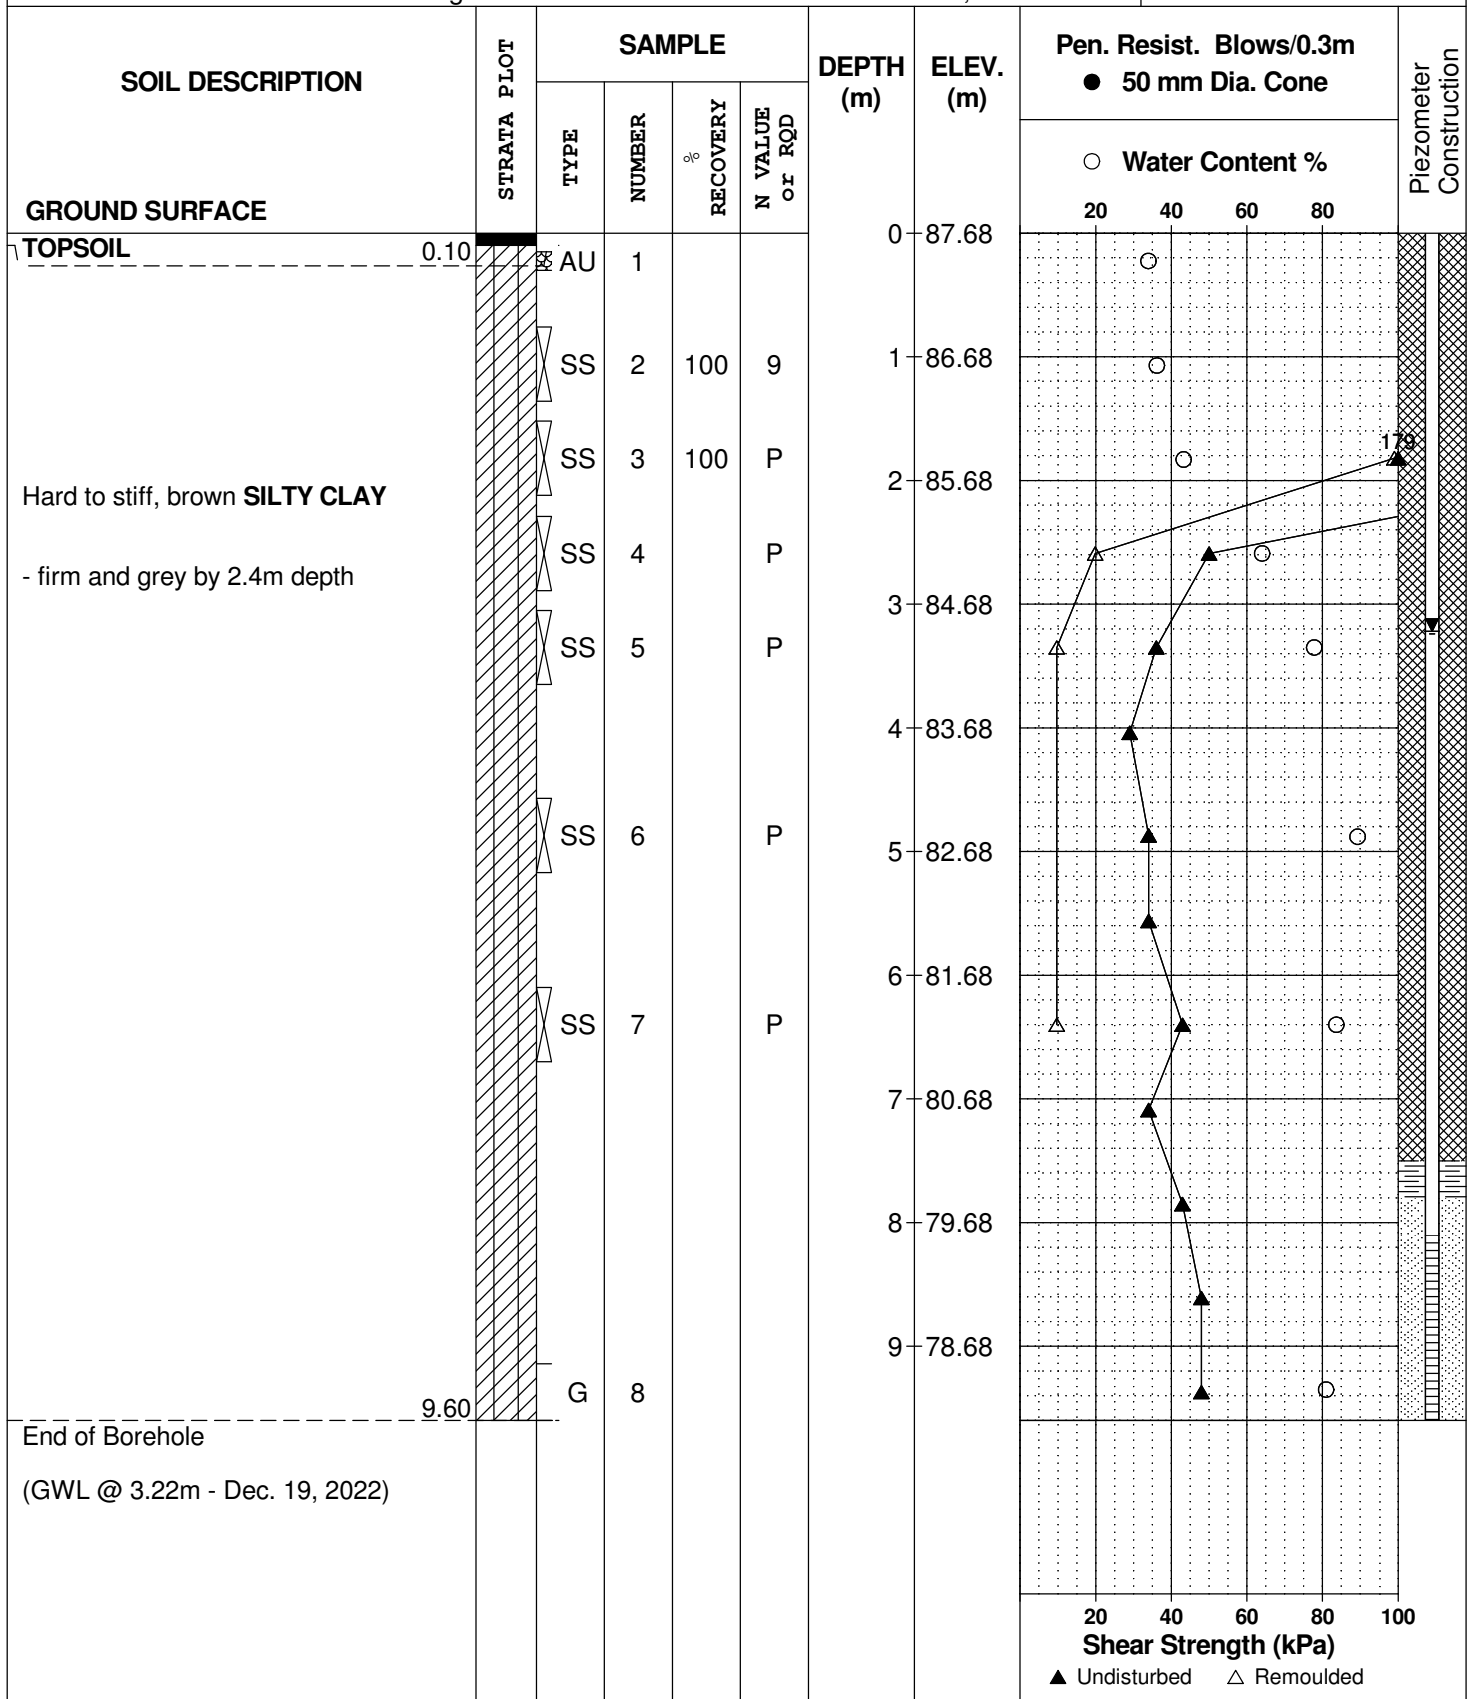 SOIL DESCRIPTION
GROUND SURFACE
STRATA PLOT
SAMPLE
TYPE
NUMBER
% RECOVERY
N VALUE or RQD
DEPTH (m)
ELEV. (m)
Pen. Resist. Blows/0.3m
● 50 mm Dia. Cone
○ Water Content %
20 40 60 80
Piezometer Construction
TOPSOIL 0.10
0 87.68
AU 1
SS 2 100 9
1 86.68
SS 3 100 P
179
2 85.68
Hard to stiff, brown SILTY CLAY
SS 4 P
- firm and grey by 2.4m depth
3 84.68
SS 5 P
4 83.68
SS 6 P
5 82.68
6 81.68
SS 7 P
7 80.68
8 79.68
9 78.68
G 8
9.60
End of Borehole
(GWL @ 3.22m - Dec. 19, 2022)
20 40 60 80 100
Shear Strength (kPa)
▲ Undisturbed △ Remoulded